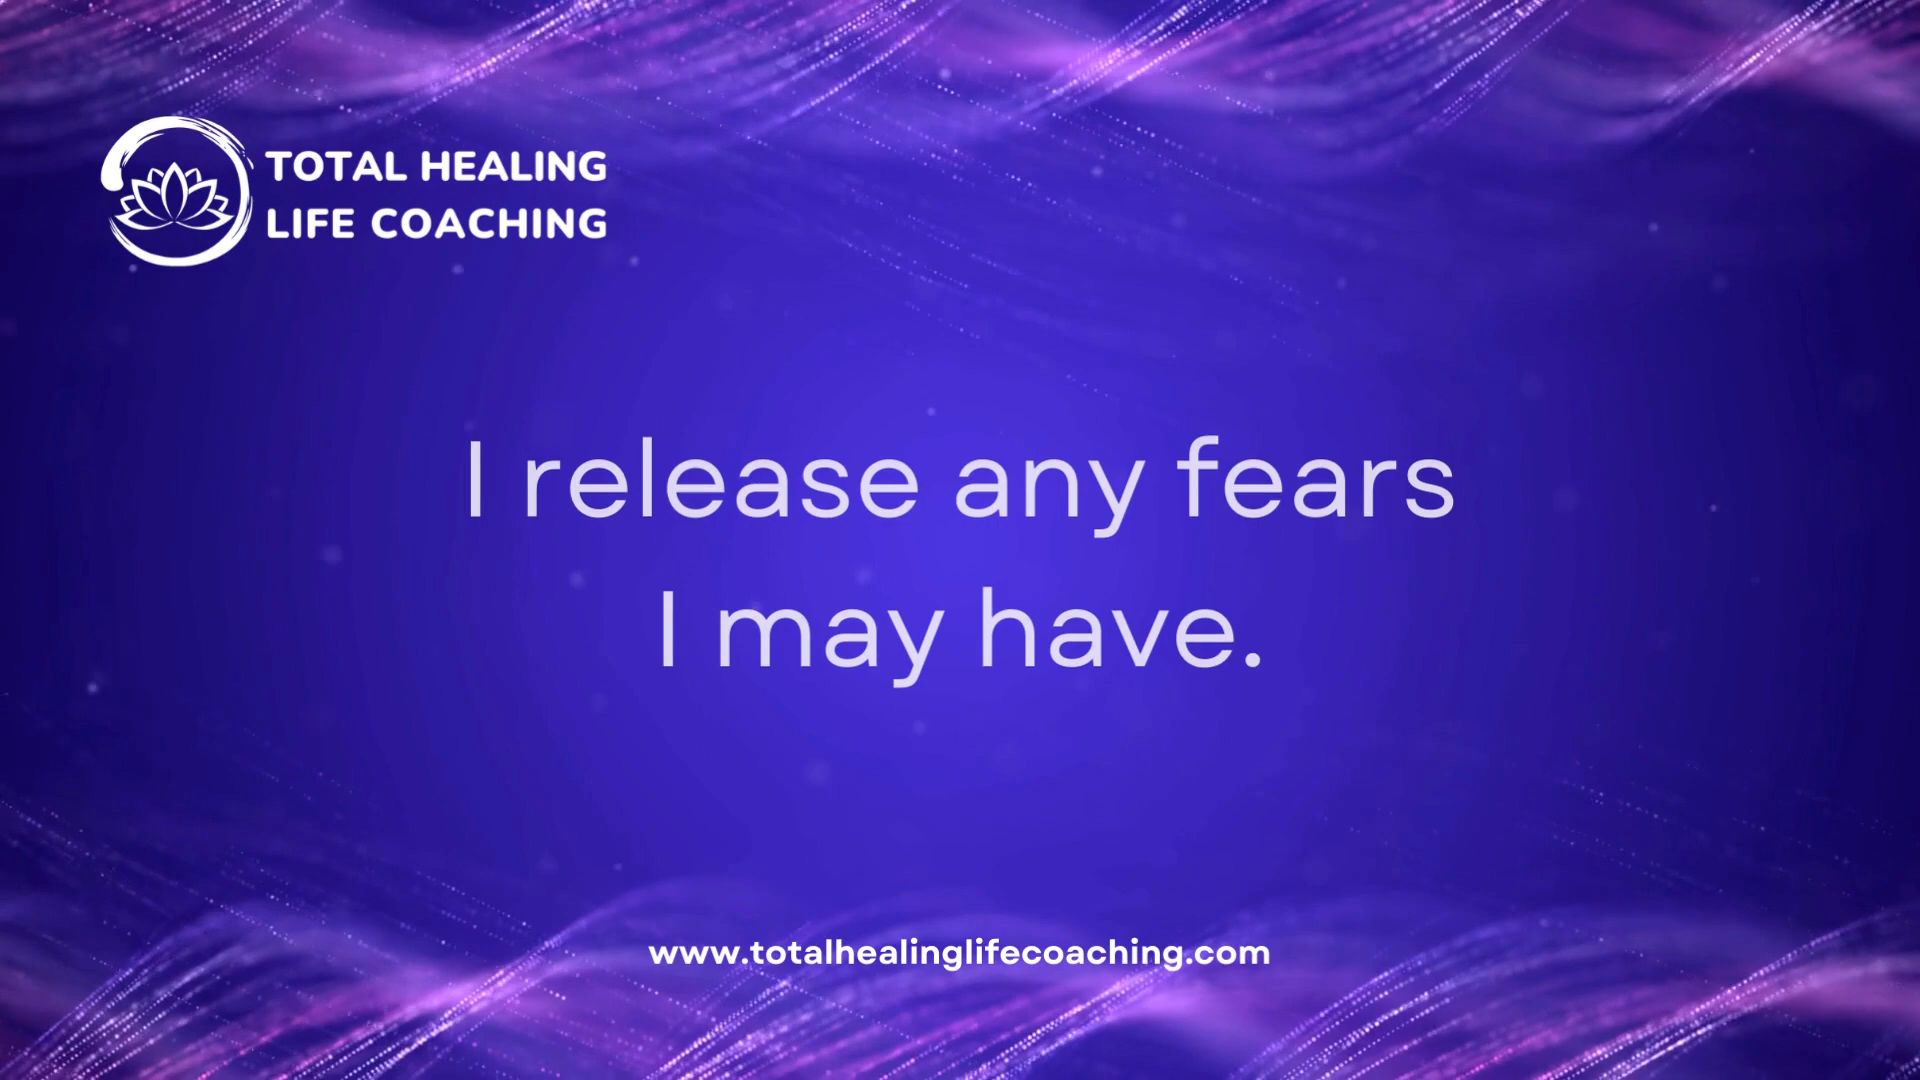 TOTAL HEALING
LIFE COACHING
I release any fears
I may have.
www.totalhealinglifecoaching.com